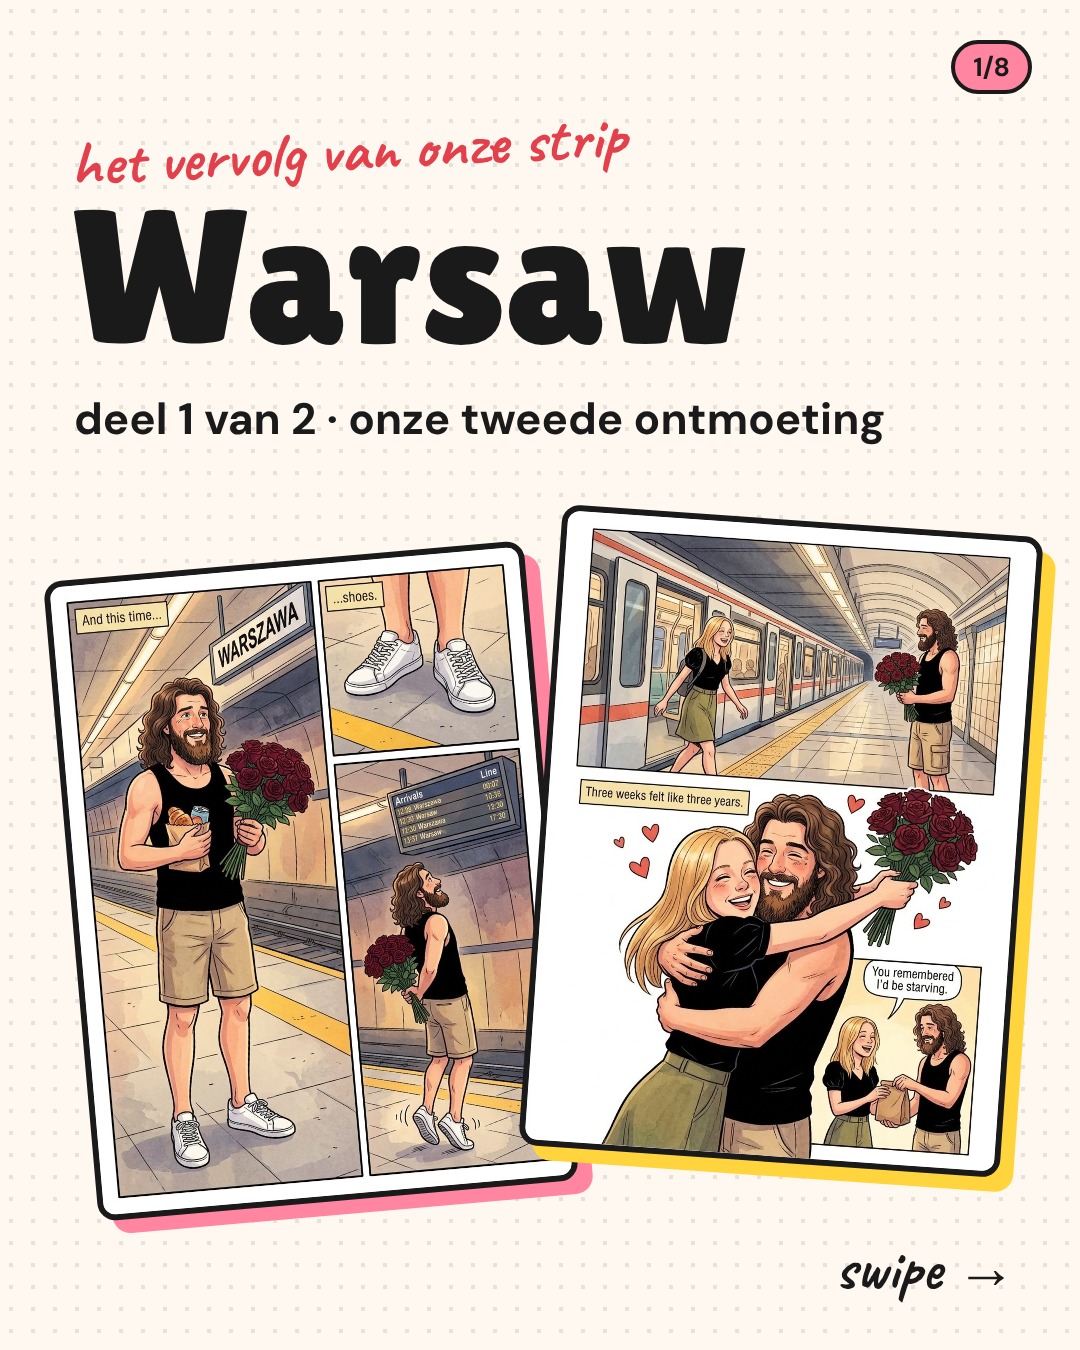 1/8
het vervolg van onze strip
Warsaw
deel 1 van 2 · onze tweede ontmoeting
And this time...
WARSZAWA
...shoes.
Arrivals
Line
Warszawa
Three weeks felt like three years.
You remembered
I'd be starving.
swipe →